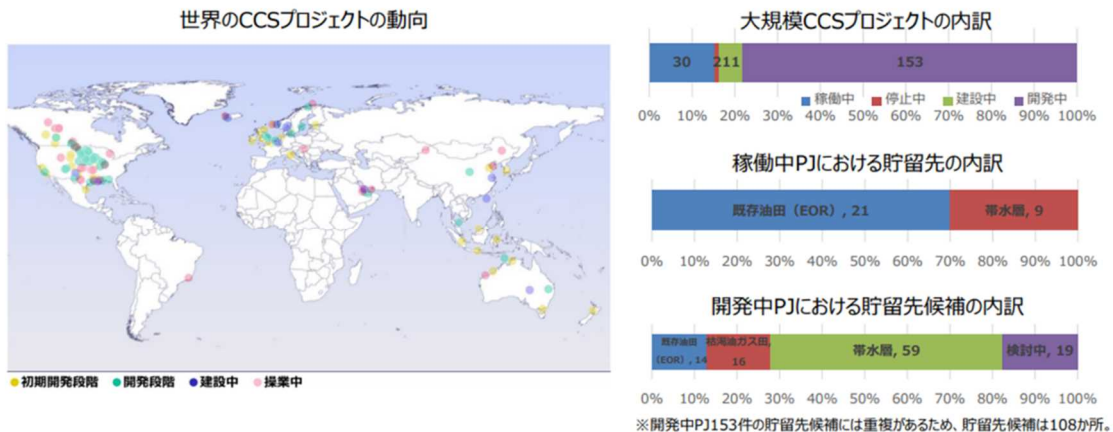 世界のCCSプロジェクトの動向
●初期開発段階 ●開発段階 ●建設中 ●操業中
大規模CCSプロジェクトの内訳
30 2 11 153
■稼働中 ■停止中 ■建設中 ■開発中
0% 10% 20% 30% 40% 50% 60% 70% 80% 90% 100%
稼働中PJにおける貯留先の内訳
既存油田（EOR）, 21 帯水層, 9
0% 10% 20% 30% 40% 50% 60% 70% 80% 90% 100%
開発中PJにおける貯留先候補の内訳
既存油田（EOR）, 14 枯渇油ガス田, 16 帯水層, 59 検討中, 19
0% 10% 20% 30% 40% 50% 60% 70% 80% 90% 100%
※開発中PJ153件の貯留先候補には重複があるため、貯留先候補は108か所。